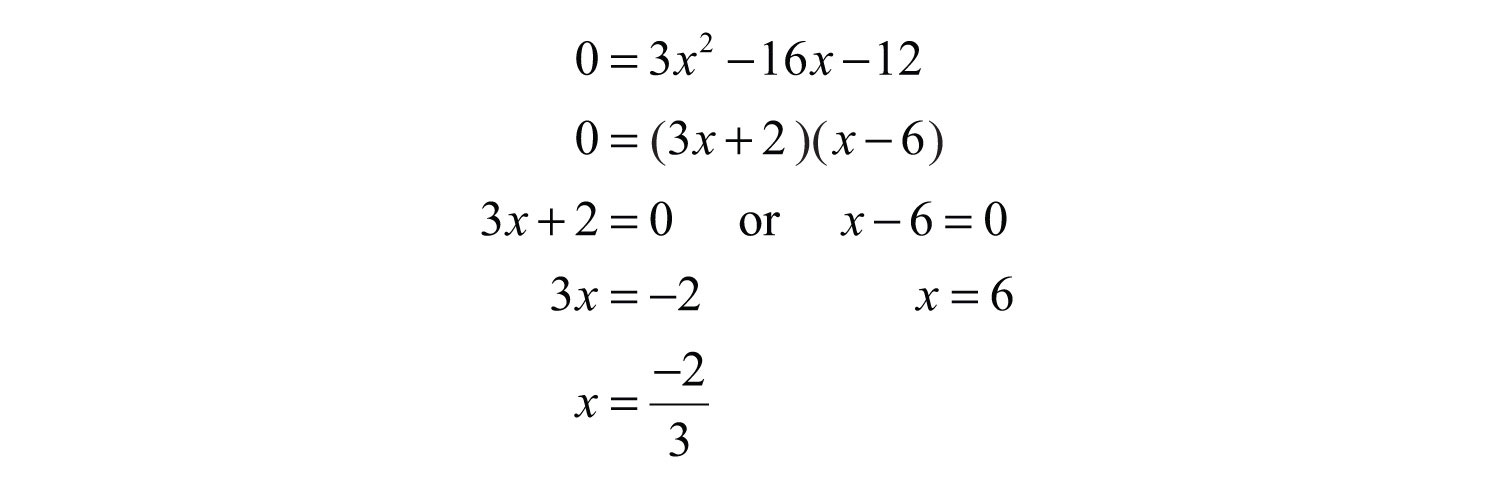 0 = 3x² − 16x − 12
0 = (3x + 2)(x − 6)
3x + 2 = 0 or x − 6 = 0
3x = −2 x = 6
x = −2/3